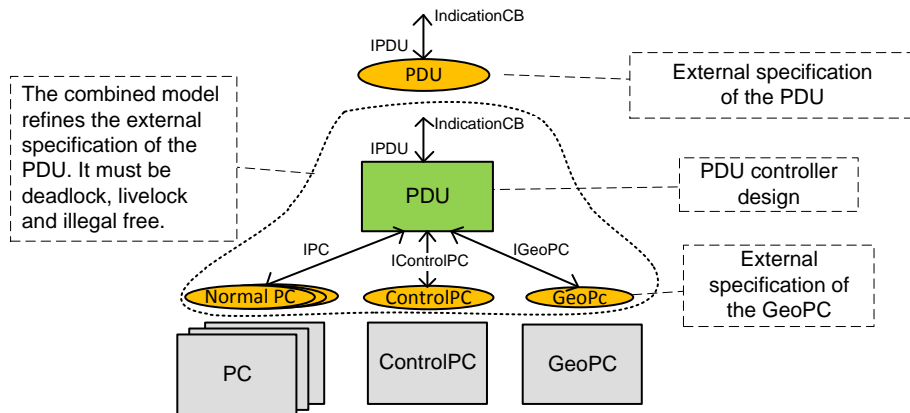 IndicationCB
IPDU
PDU
External specification
of the PDU
The combined model
refines the external
specification of the
PDU. It must be
deadlock, livelock
and illegal free.
IndicationCB
IPDU
PDU
PDU controller
design
IPC
IControlPC
IGeoPC
Normal PC
ControlPC
GeoPc
External
specification of
the GeoPC
PC
ControlPC
GeoPC